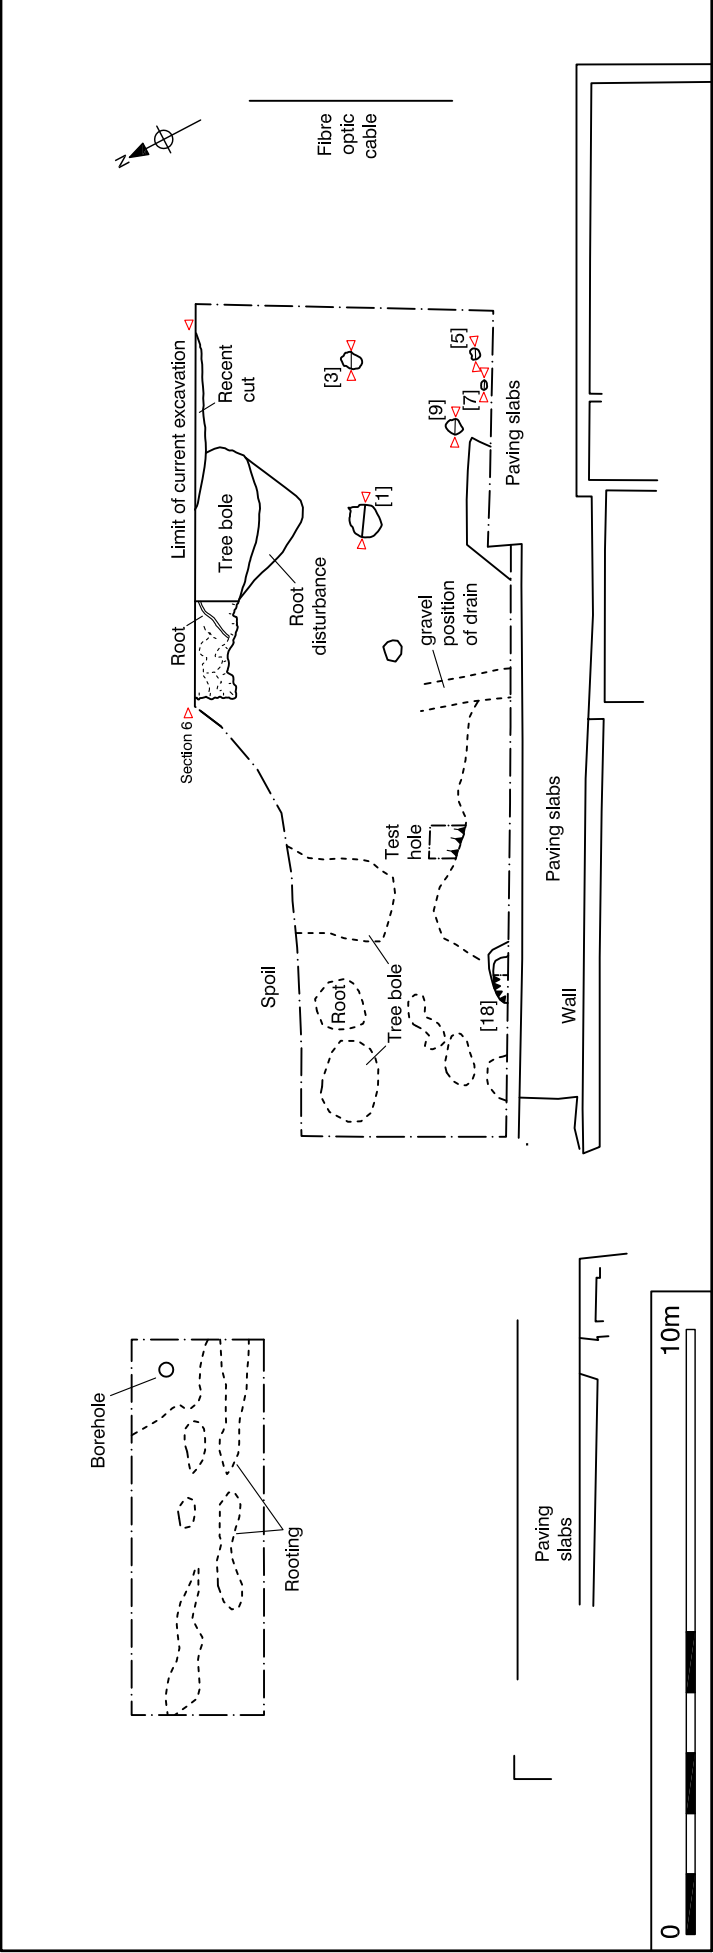 N
Fibre
optic
cable
Limit of current excavation
Recent
cut
[3]
[5]
[7]
[9]
Paving slabs
Tree bole
[1]
Root
disturbance
Root
gravel
position
of drain
Section 6
Test
hole
Paving slabs
Spoil
Root
Tree bole
[18]
Wall
Borehole
Rooting
Paving
slabs
0
10m